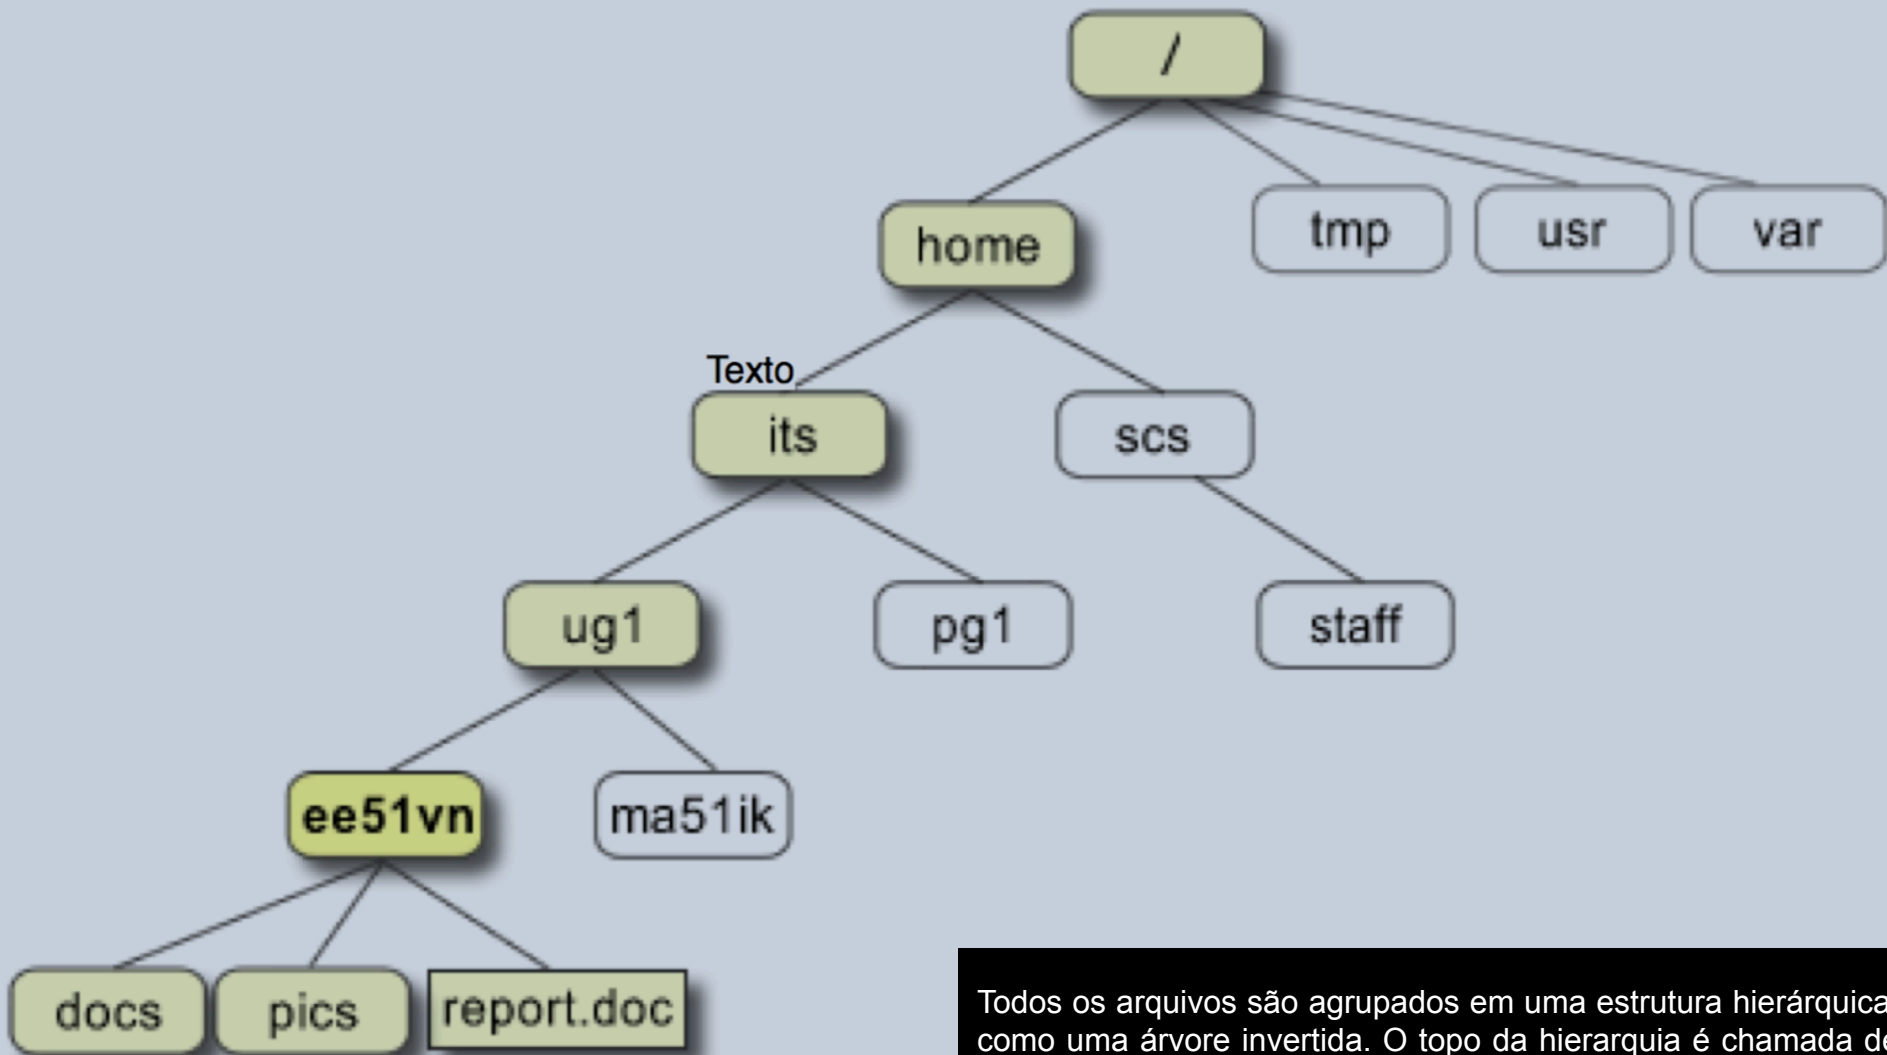 /
home
tmp
usr
var
Texto
its
scs
ug1
pg1
staff
ee51vn
ma51ik
docs
pics
report.doc
Todos os arquivos são agrupados em uma estrutura hierárquica
como uma árvore invertida. O topo da hierarquia é chamada de